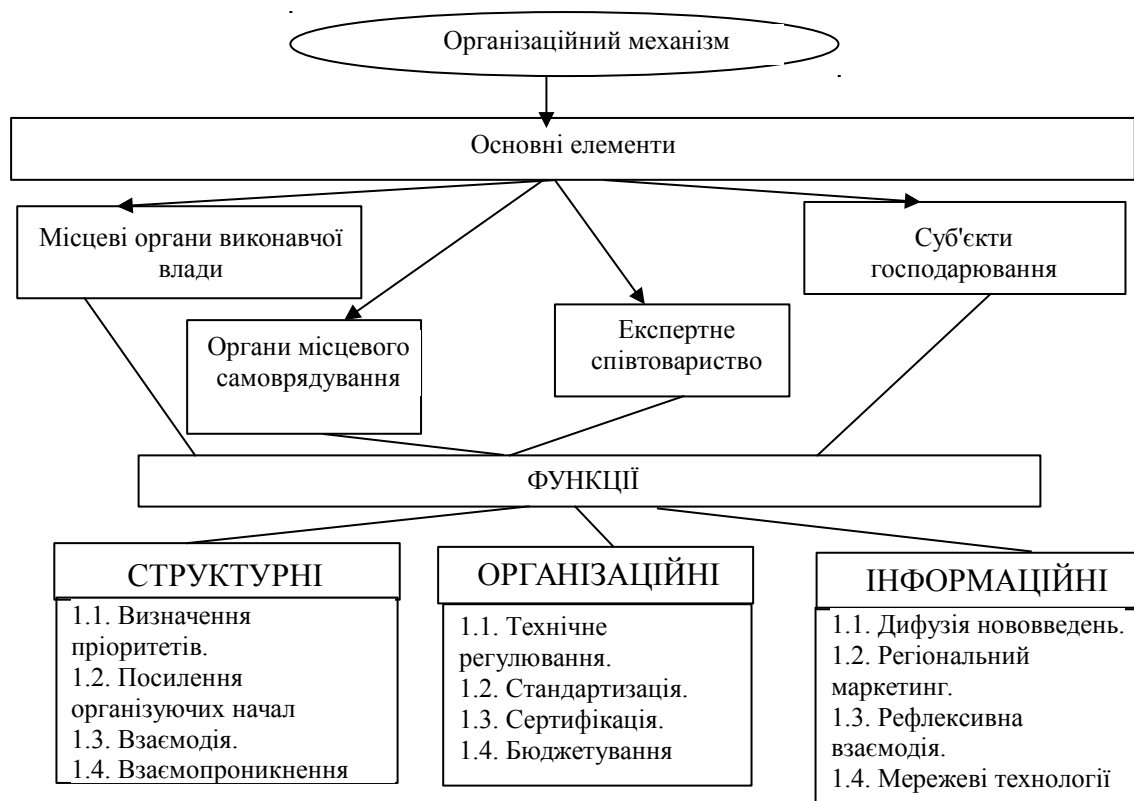 Організаційний механізм
Основні елементи
Місцеві органи виконавчої
влади
Суб'єкти
господарювання
Органи місцевого
самоврядування
Експертне
співтовариство
ФУНКЦІЇ
СТРУКТУРНІ
1.1. Визначення
пріоритетів.
1.2. Посилення
організуючих начал
1.3. Взаємодія.
1.4. Взаємопроникнення
ОРГАНІЗАЦІЙНІ
1.1. Технічне
регулювання.
1.2. Стандартизація.
1.3. Сертифікація.
1.4. Бюджетування
ІНФОРМАЦІЙНІ
1.1. Дифузія нововведень.
1.2. Регіональний
маркетинг.
1.3. Рефлексивна
взаємодія.
1.4. Мережеві технології